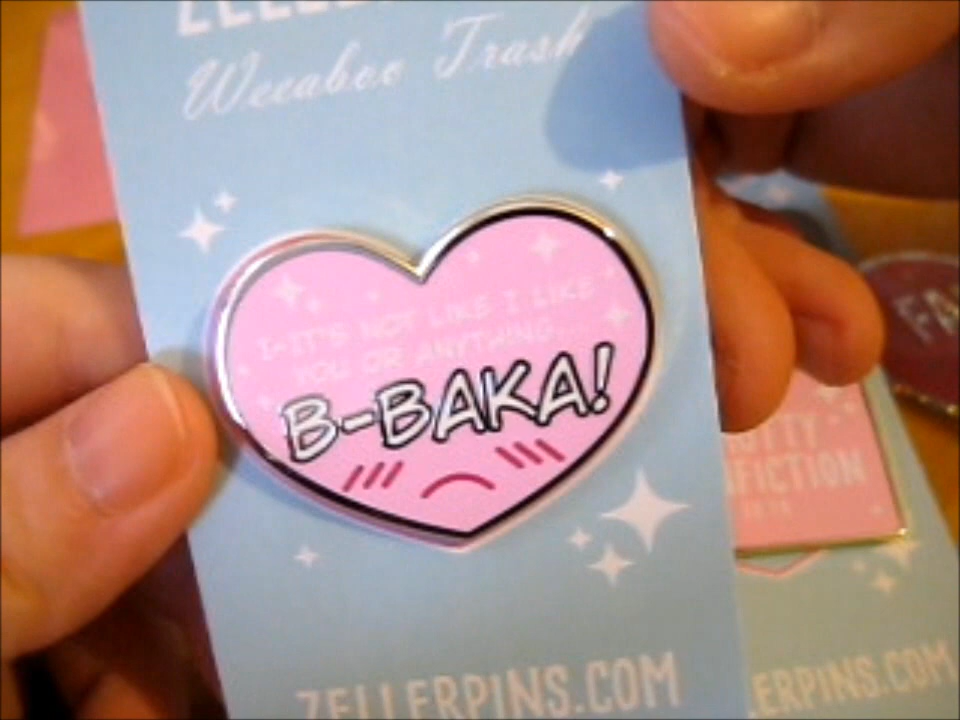 Weeaboo Trash
I-IT'S NOT LIKE I LIKE
YOU OR ANYTHING...
B-BAKA!
ZELLERPINS.COM
FICTION
ERPINS.COM